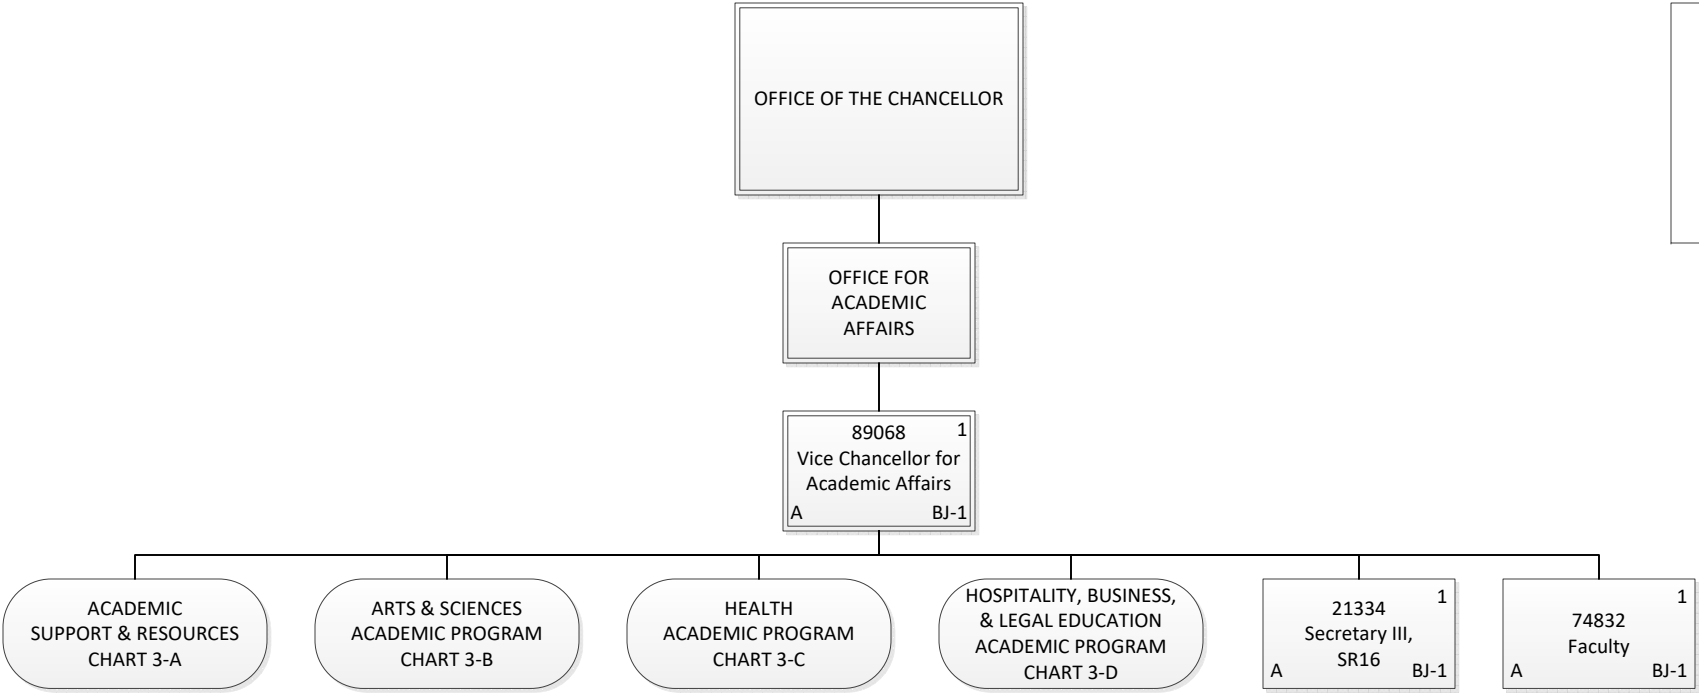 OFFICE OF THE CHANCELLOR
OFFICE FOR
ACADEMIC
AFFAIRS
89068 1
Vice Chancellor for
Academic Affairs
A BJ-1
ACADEMIC
SUPPORT & RESOURCES
CHART 3-A
ARTS & SCIENCES
ACADEMIC PROGRAM
CHART 3-B
HEALTH
ACADEMIC PROGRAM
CHART 3-C
HOSPITALITY, BUSINESS,
& LEGAL EDUCATION
ACADEMIC PROGRAM
CHART 3-D
1
21334
Secretary III,
SR16
A BJ-1
1
74832
Faculty
A BJ-1